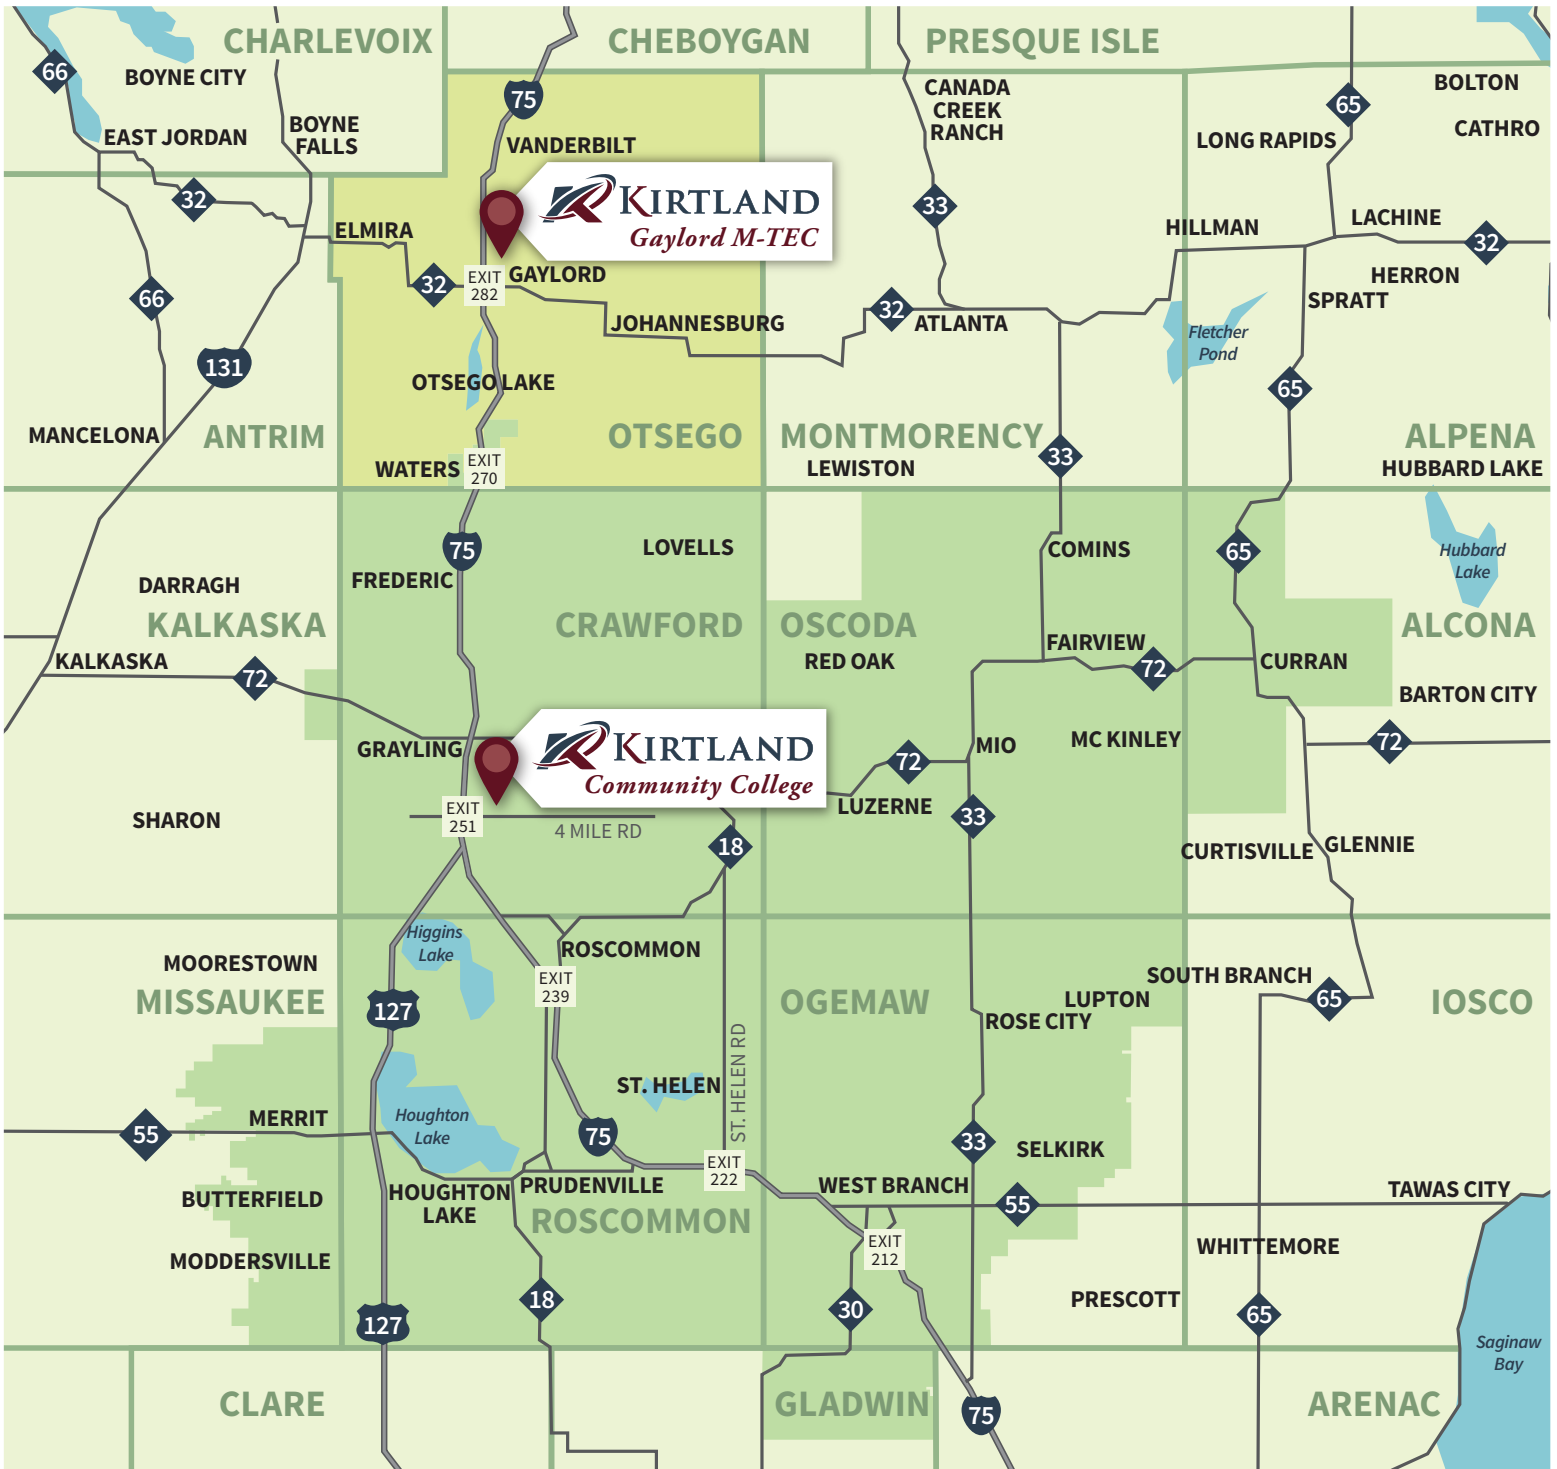 CHARLEVOIX
CHEBOYGAN
PRESQUE ISLE
66
BOYNE CITY
75
CANADA
CREEK
RANCH
65
BOLTON
CATHRO
EAST JORDAN
BOYNE
FALLS
VANDERBILT
LONG RAPIDS
32
KIRTLAND
Gaylord M-TEC
33
ELMIRA
HILLMAN
LACHINE
32
66
32
EXIT
282
GAYLORD
HERRON
SPRATT
JOHANNESBURG
32
ATLANTA
Fletcher
Pond
131
OTSEGO LAKE
65
MANCELONA
ANTRIM
OTSEGO
MONTMORENCY
33
ALPENA
WATERS
EXIT
270
LEWISTON
HUBBARD LAKE
75
LOVELLS
COMINS
65
Hubbard
Lake
DARRAGH
FREDERIC
KALKASKA
CRAWFORD
OSCODA
ALCONA
KALKASKA
72
RED OAK
FAIRVIEW
72
CURRAN
BARTON CITY
GRAYLING
KIRTLAND
Community College
72
MIO
MC KINLEY
72
SHARON
EXIT
251
4 MILE RD
LUZERNE
33
18
CURTISVILLE
GLENNIE
Higgins
Lake
ROSCOMMON
MOORESTOWN
MISSAUKEE
127
EXIT
239
OGEMAW
SOUTH BRANCH
LUPTON
65
IOSCO
ROSE CITY
ST. HELEN
ST. HELEN RD
55
MERRIT
Houghton
Lake
75
33
SELKIRK
EXIT
222
BUTTERFIELD
HOUGHTON
LAKE
PRUDENVILLE
WEST BRANCH
55
TAWAS CITY
ROSCOMMON
MODDERSVILLE
EXIT
212
WHITTEMORE
127
18
30
PRESCOTT
65
Saginaw
Bay
CLARE
GLADWIN
75
ARENAC